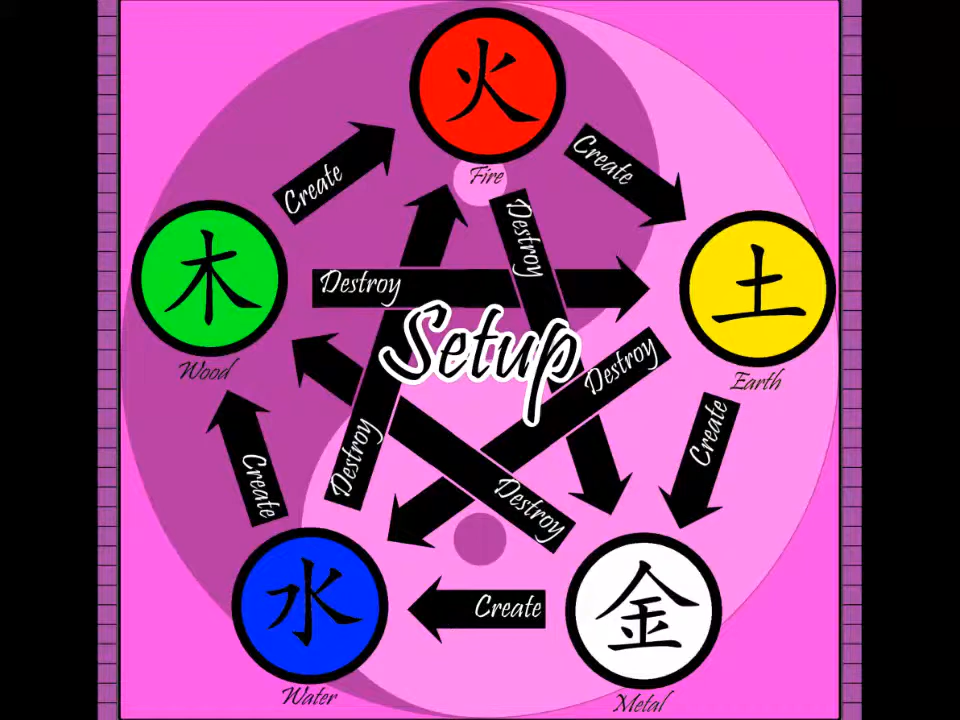 火
Fire
Create
Create
木
Wood
土
Earth
Destroy
Destroy
Setup
Destroy
Destroy
Destroy
Create
Create
水
Water
Create
金
Metal